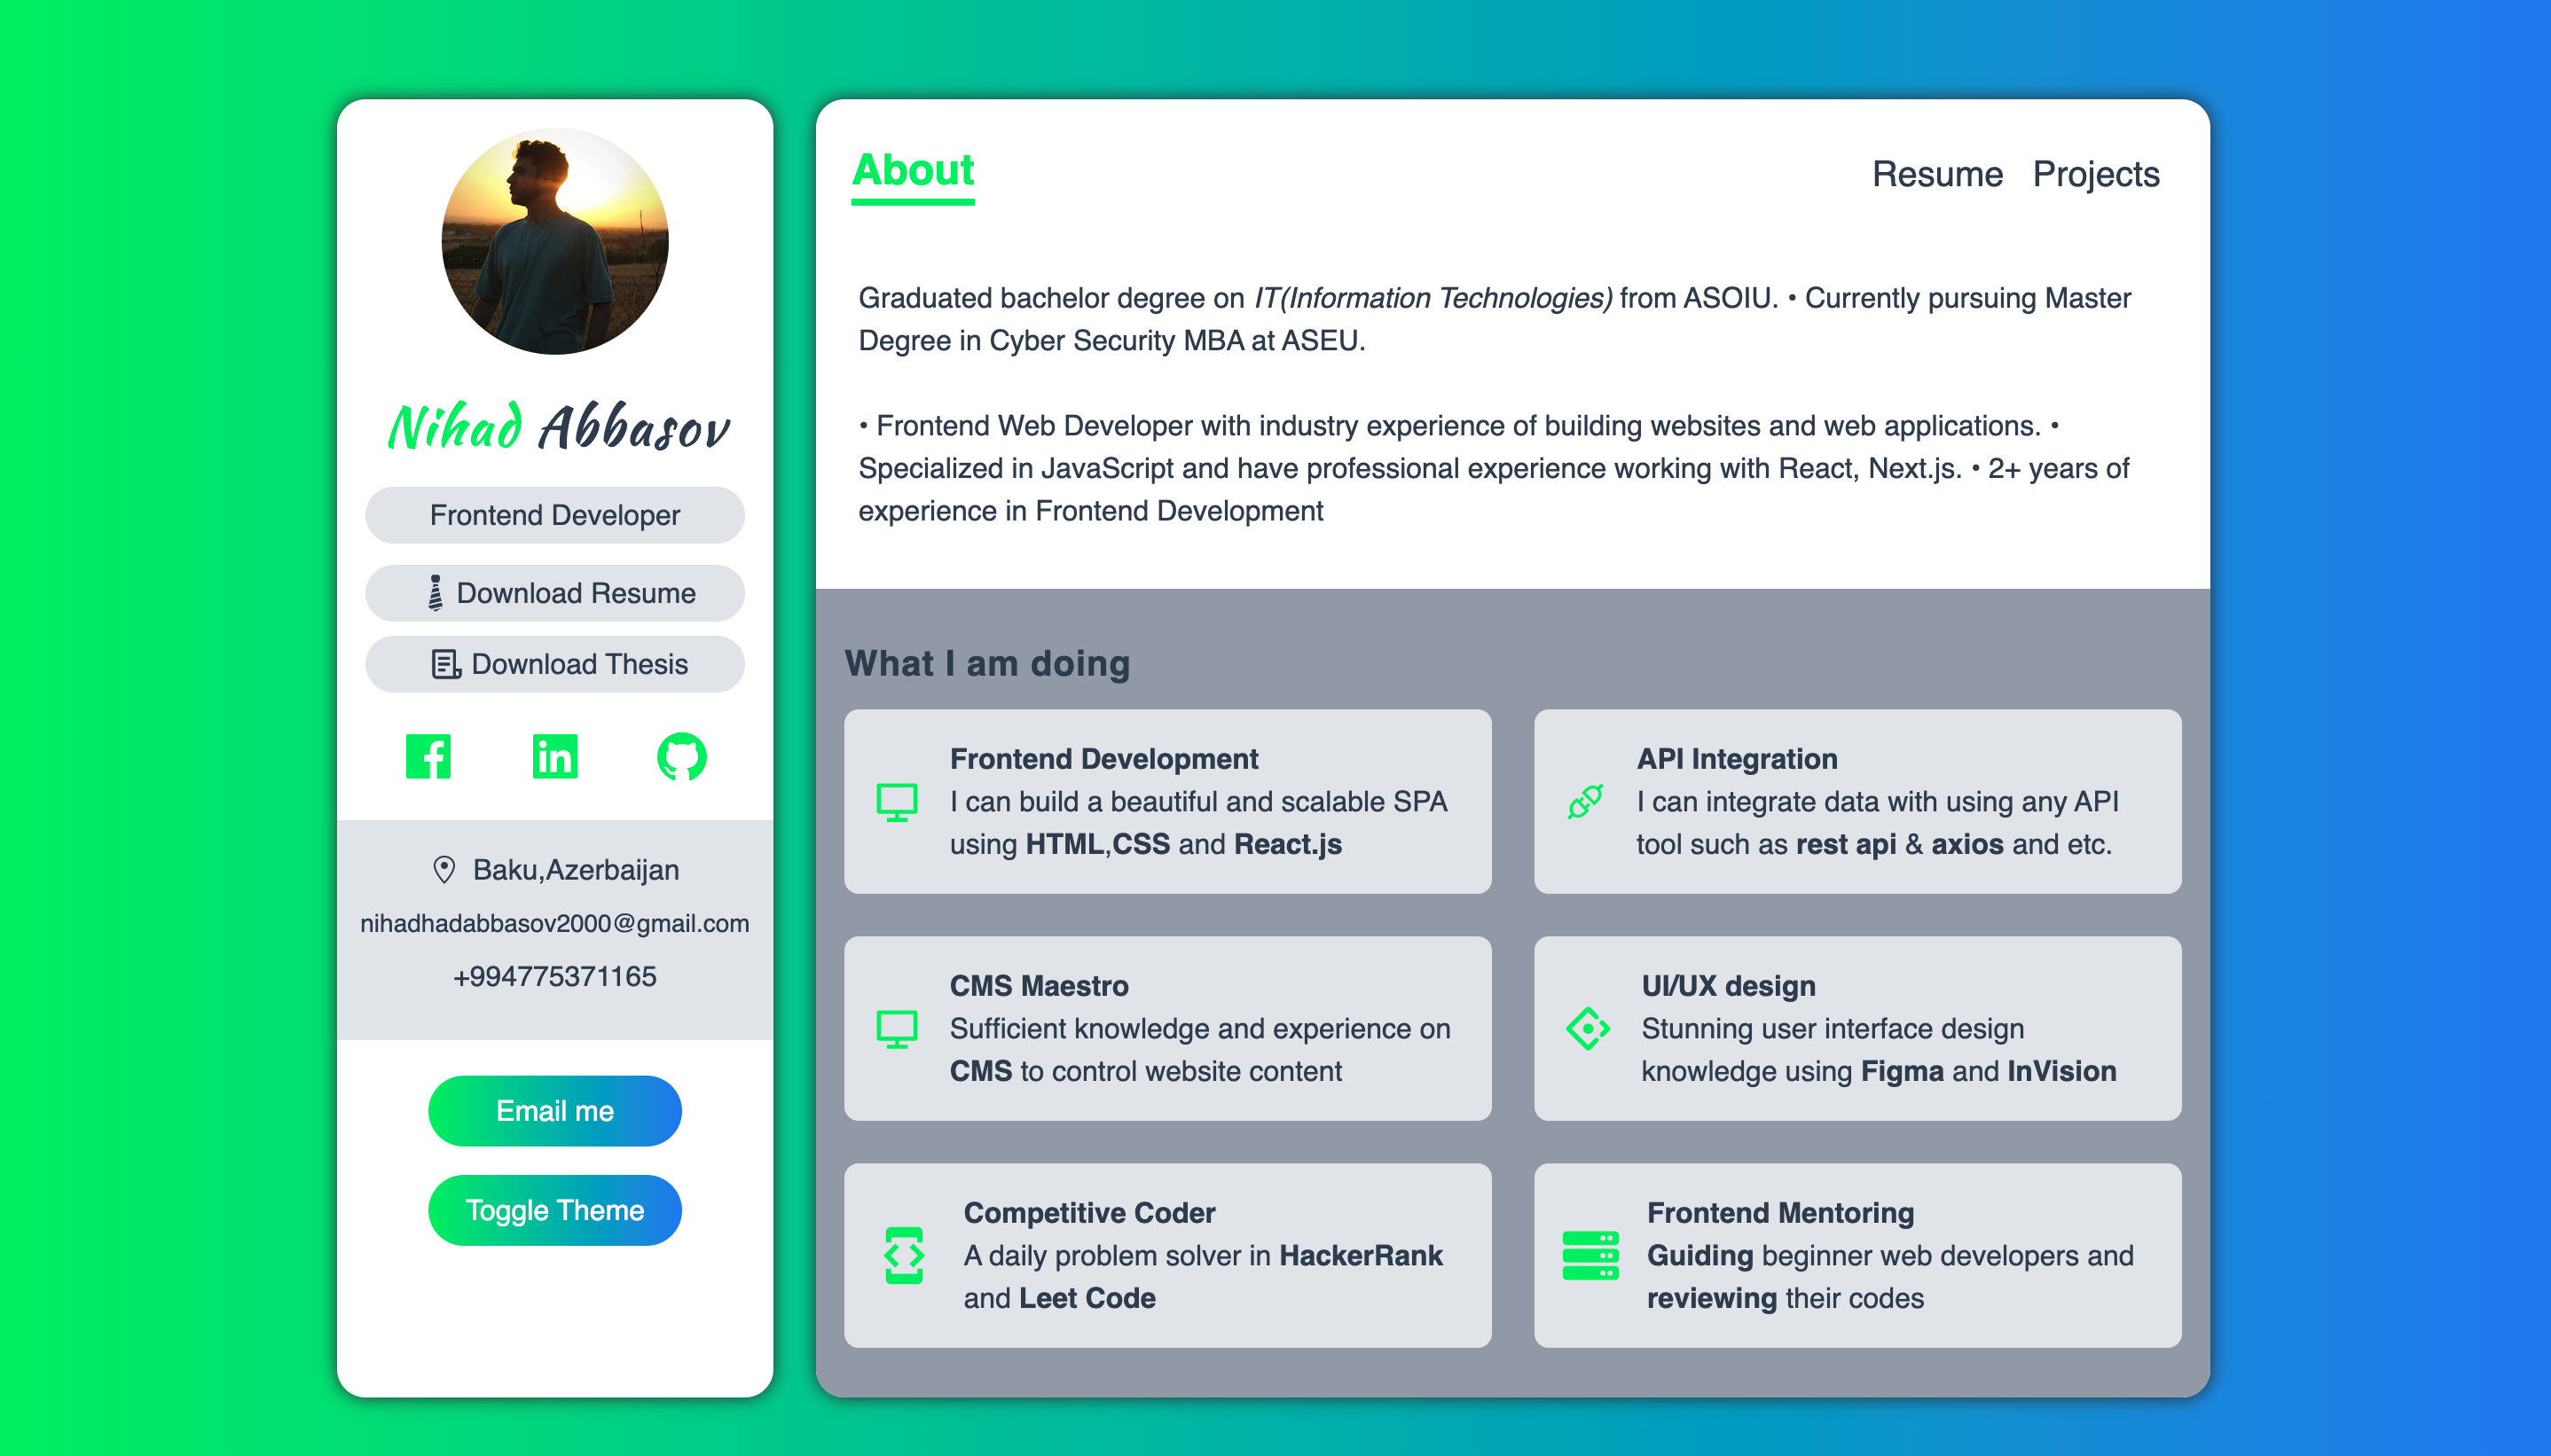 Nihad Abbasov
Frontend Developer
Download Resume
Download Thesis
Baku,Azerbaijan
nihadhadabbasov2000@gmail.com
+994775371165
Email me
Toggle Theme
About
Resume Projects
Graduated bachelor degree on IT(Information Technologies) from ASOIU. • Currently pursuing Master
Degree in Cyber Security MBA at ASEU.
• Frontend Web Developer with industry experience of building websites and web applications. •
Specialized in JavaScript and have professional experience working with React, Next.js. • 2+ years of
experience in Frontend Development
What I am doing
Frontend Development
I can build a beautiful and scalable SPA
using HTML,CSS and React.js
API Integration
I can integrate data with using any API
tool such as rest api & axios and etc.
CMS Maestro
Sufficient knowledge and experience on
CMS to control website content
UI/UX design
Stunning user interface design
knowledge using Figma and InVision
Competitive Coder
A daily problem solver in HackerRank
and Leet Code
Frontend Mentoring
Guiding beginner web developers and
reviewing their codes